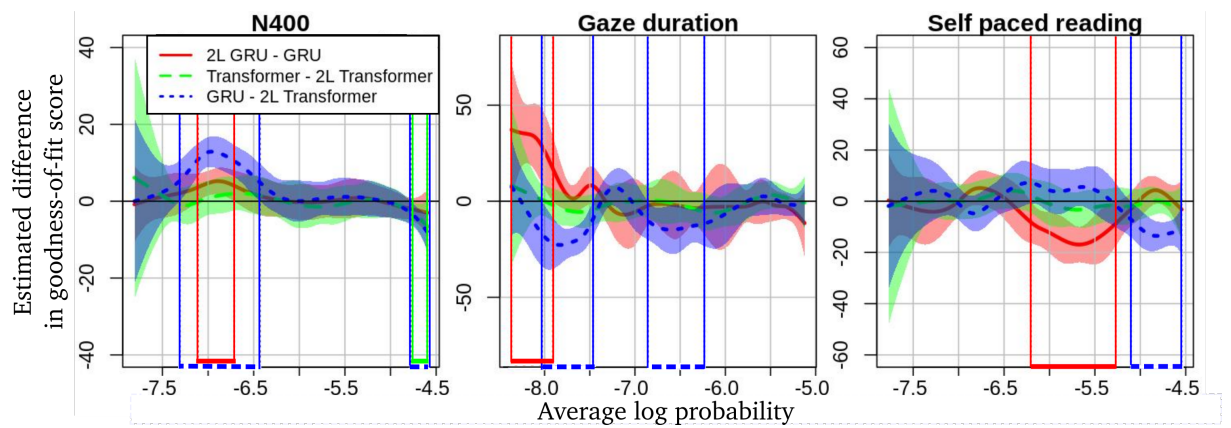 N400
Gaze duration
Self paced reading
2L GRU - GRU
Transformer - 2L Transformer
GRU - 2L Transformer
Estimated difference
in goodness-of-fit score
40
20
0
-20
-40
50
0
-50
60
40
20
0
-20
-40
-60
-7.5 -6.5 -5.5 -4.5
-8.0 -7.0 -6.0 -5.0
-7.5 -6.5 -5.5 -4.5
Average log probability